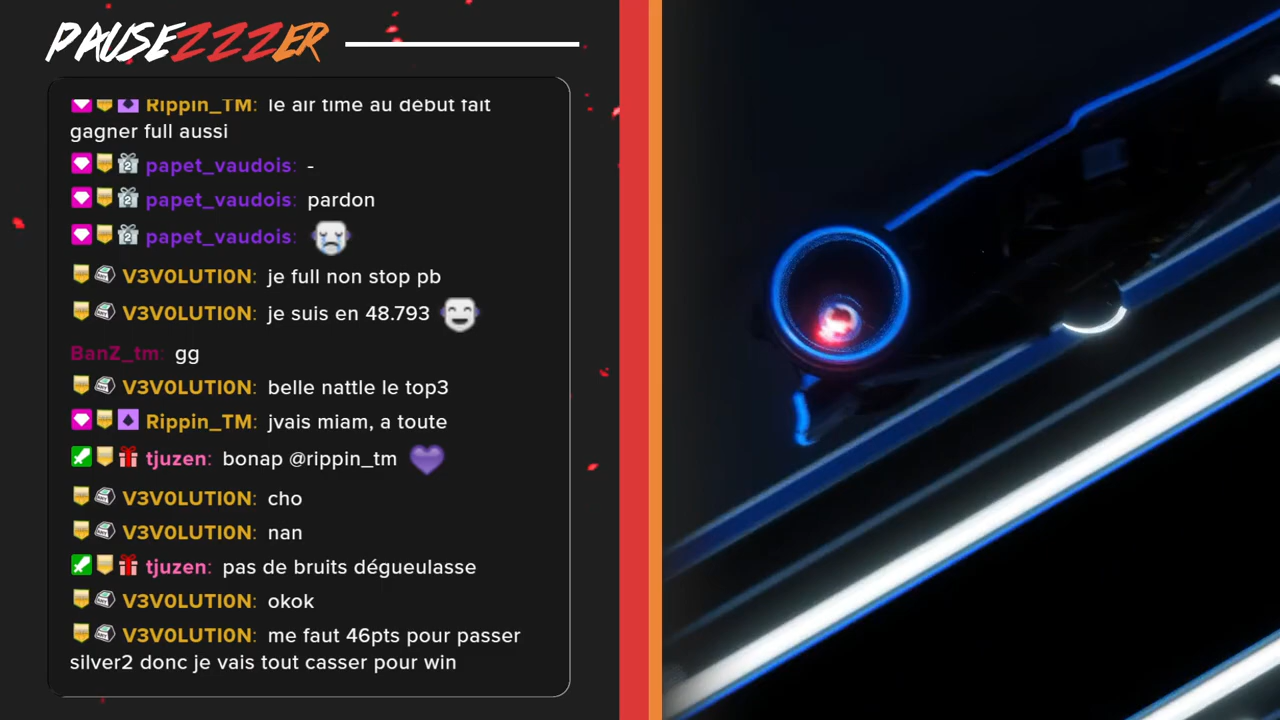 PAUSEZZZER
Rippin_TM: le air time au début fait
gagner full aussi
papet_vaudois: -
papet_vaudois: pardon
papet_vaudois:
V3V0LUTI0N: je full non stop pb
V3V0LUTI0N: je suis en 48.793
BanZ_tm: gg
V3V0LUTI0N: belle nattle le top3
Rippin_TM: jvais miam, a toute
tjuzen: bonap @rippin_tm
V3V0LUTI0N: cho
V3V0LUTI0N: nan
tjuzen: pas de bruits dégueulasse
V3V0LUTI0N: okok
V3V0LUTI0N: me faut 46pts pour passer
silver2 donc je vais tout casser pour win